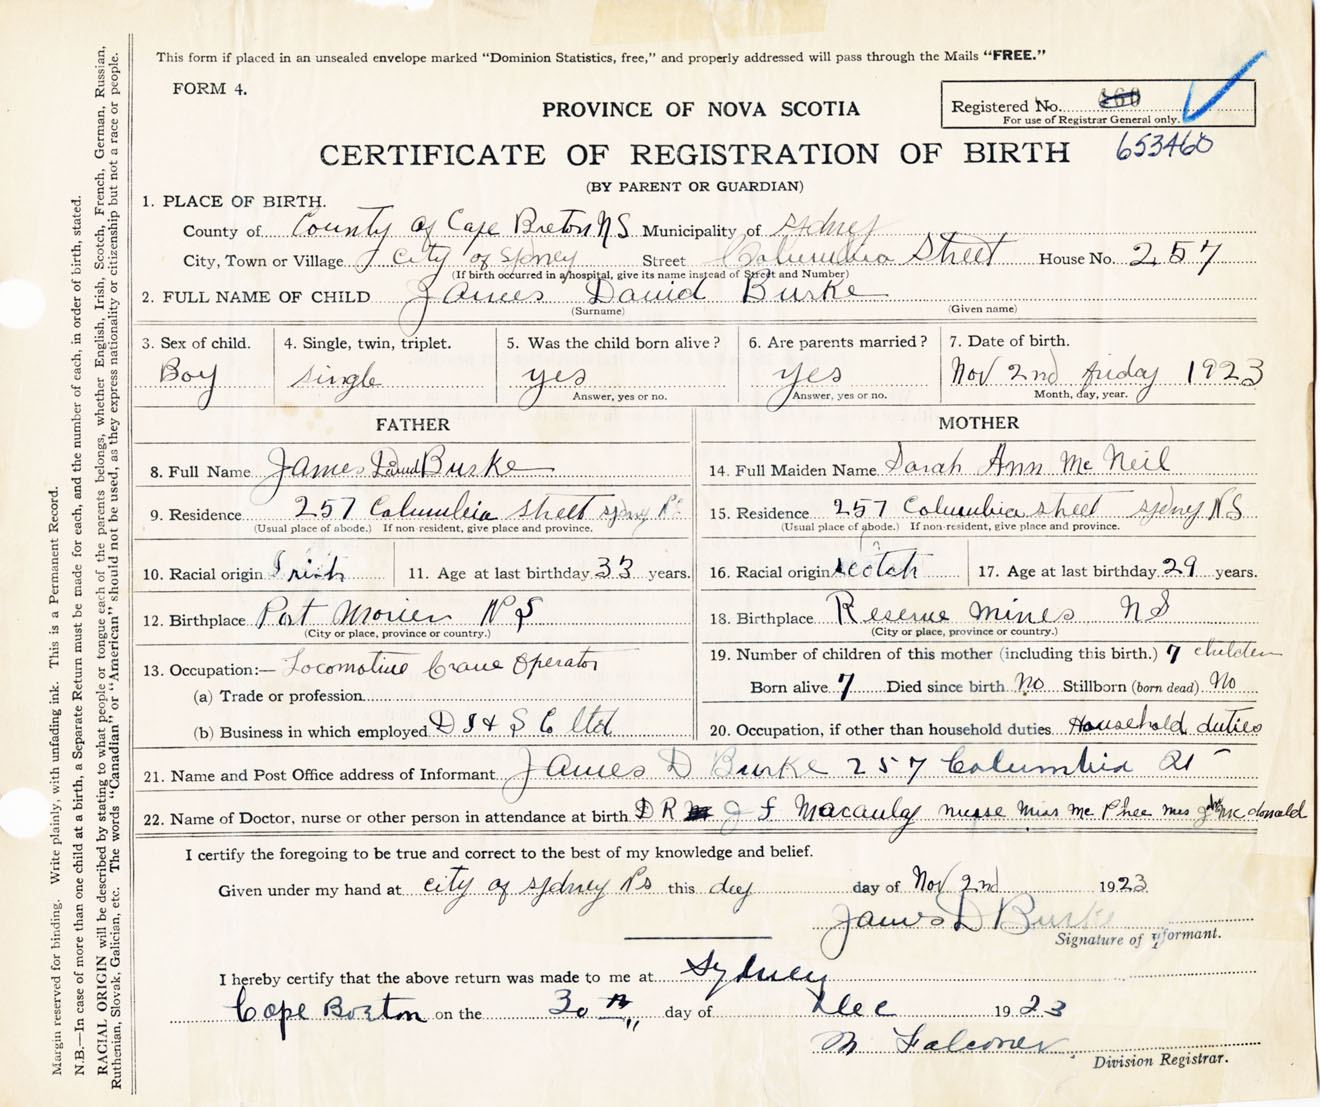 This form if placed in an unsealed envelope marked "Dominion Statistics, free," and properly addressed will pass through the Mails "FREE."
FORM 4.
PROVINCE OF NOVA SCOTIA
Registered No. 460
For use of Registrar General only.
CERTIFICATE OF REGISTRATION OF BIRTH
653460
(BY PARENT OR GUARDIAN)
1. PLACE OF BIRTH.
County of County of Cape Breton N S Municipality of Sydney
City, Town or Village city of Sydney Street Columbia Street House No. 257
(If birth occurred in a hospital, give its name instead of Street and Number)
2. FULL NAME OF CHILD James David Burke
(Surname) (Given name)
3. Sex of child. 4. Single, twin, triplet. 5. Was the child born alive? 6. Are parents married? 7. Date of birth.
Boy single yes yes Nov 2nd friday 1923
Answer, yes or no. Answer, yes or no. Month, day, year.
FATHER MOTHER
8. Full Name James David Burke 14. Full Maiden Name Sarah Ann McNeil
9. Residence 257 Columbia street sydney NS 15. Residence 257 Columbia street sydney NS
(Usual place of abode.) If non-resident, give place and province. (Usual place of abode.) If non-resident, give place and province.
10. Racial origin Irish 11. Age at last birthday 33 years. 16. Racial origin scotch 17. Age at last birthday 29 years.
12. Birthplace Port Morien N S 18. Birthplace Reserve mines NS
(City or place, province or country.) (City or place, province or country.)
13. Occupation:— Locomotive Crane Operator 19. Number of children of this mother (including this birth.) 7 children
(a) Trade or profession Born alive 7 Died since birth No Stillborn (born dead) No
(b) Business in which employed D I & S Co ltd 20. Occupation, if other than household duties Household duties
21. Name and Post Office address of Informant James D Burke 257 Columbia St
22. Name of Doctor, nurse or other person in attendance at birth DR J F Macaulay nurse Miss Mc Phee mrs John Mc donald
I certify the foregoing to be true and correct to the best of my knowledge and belief.
Given under my hand at city of sydney NS this day day of Nov 2nd 1923
James D Burke
Signature of Informant.
I hereby certify that the above return was made to me at Sydney
Cape Breton on the 30th day of Dec 1923
M Falconer
Division Registrar.
Margin reserved for binding. Write plainly, with unfading ink. This is a Permanent Record.
N.B.—In case of more than one child at a birth, a Separate Return must be made for each, and the number of each, in order of birth, stated.
RACIAL ORIGIN will be described by stating to what people or tongue each of the parents belongs, whether English, Irish, Scotch, French, German, Russian,
Ruthenian, Slovak, Galician, etc. The words "Canadian" or "American" should not be used, as they express nationality or citizenship but not a race or people.